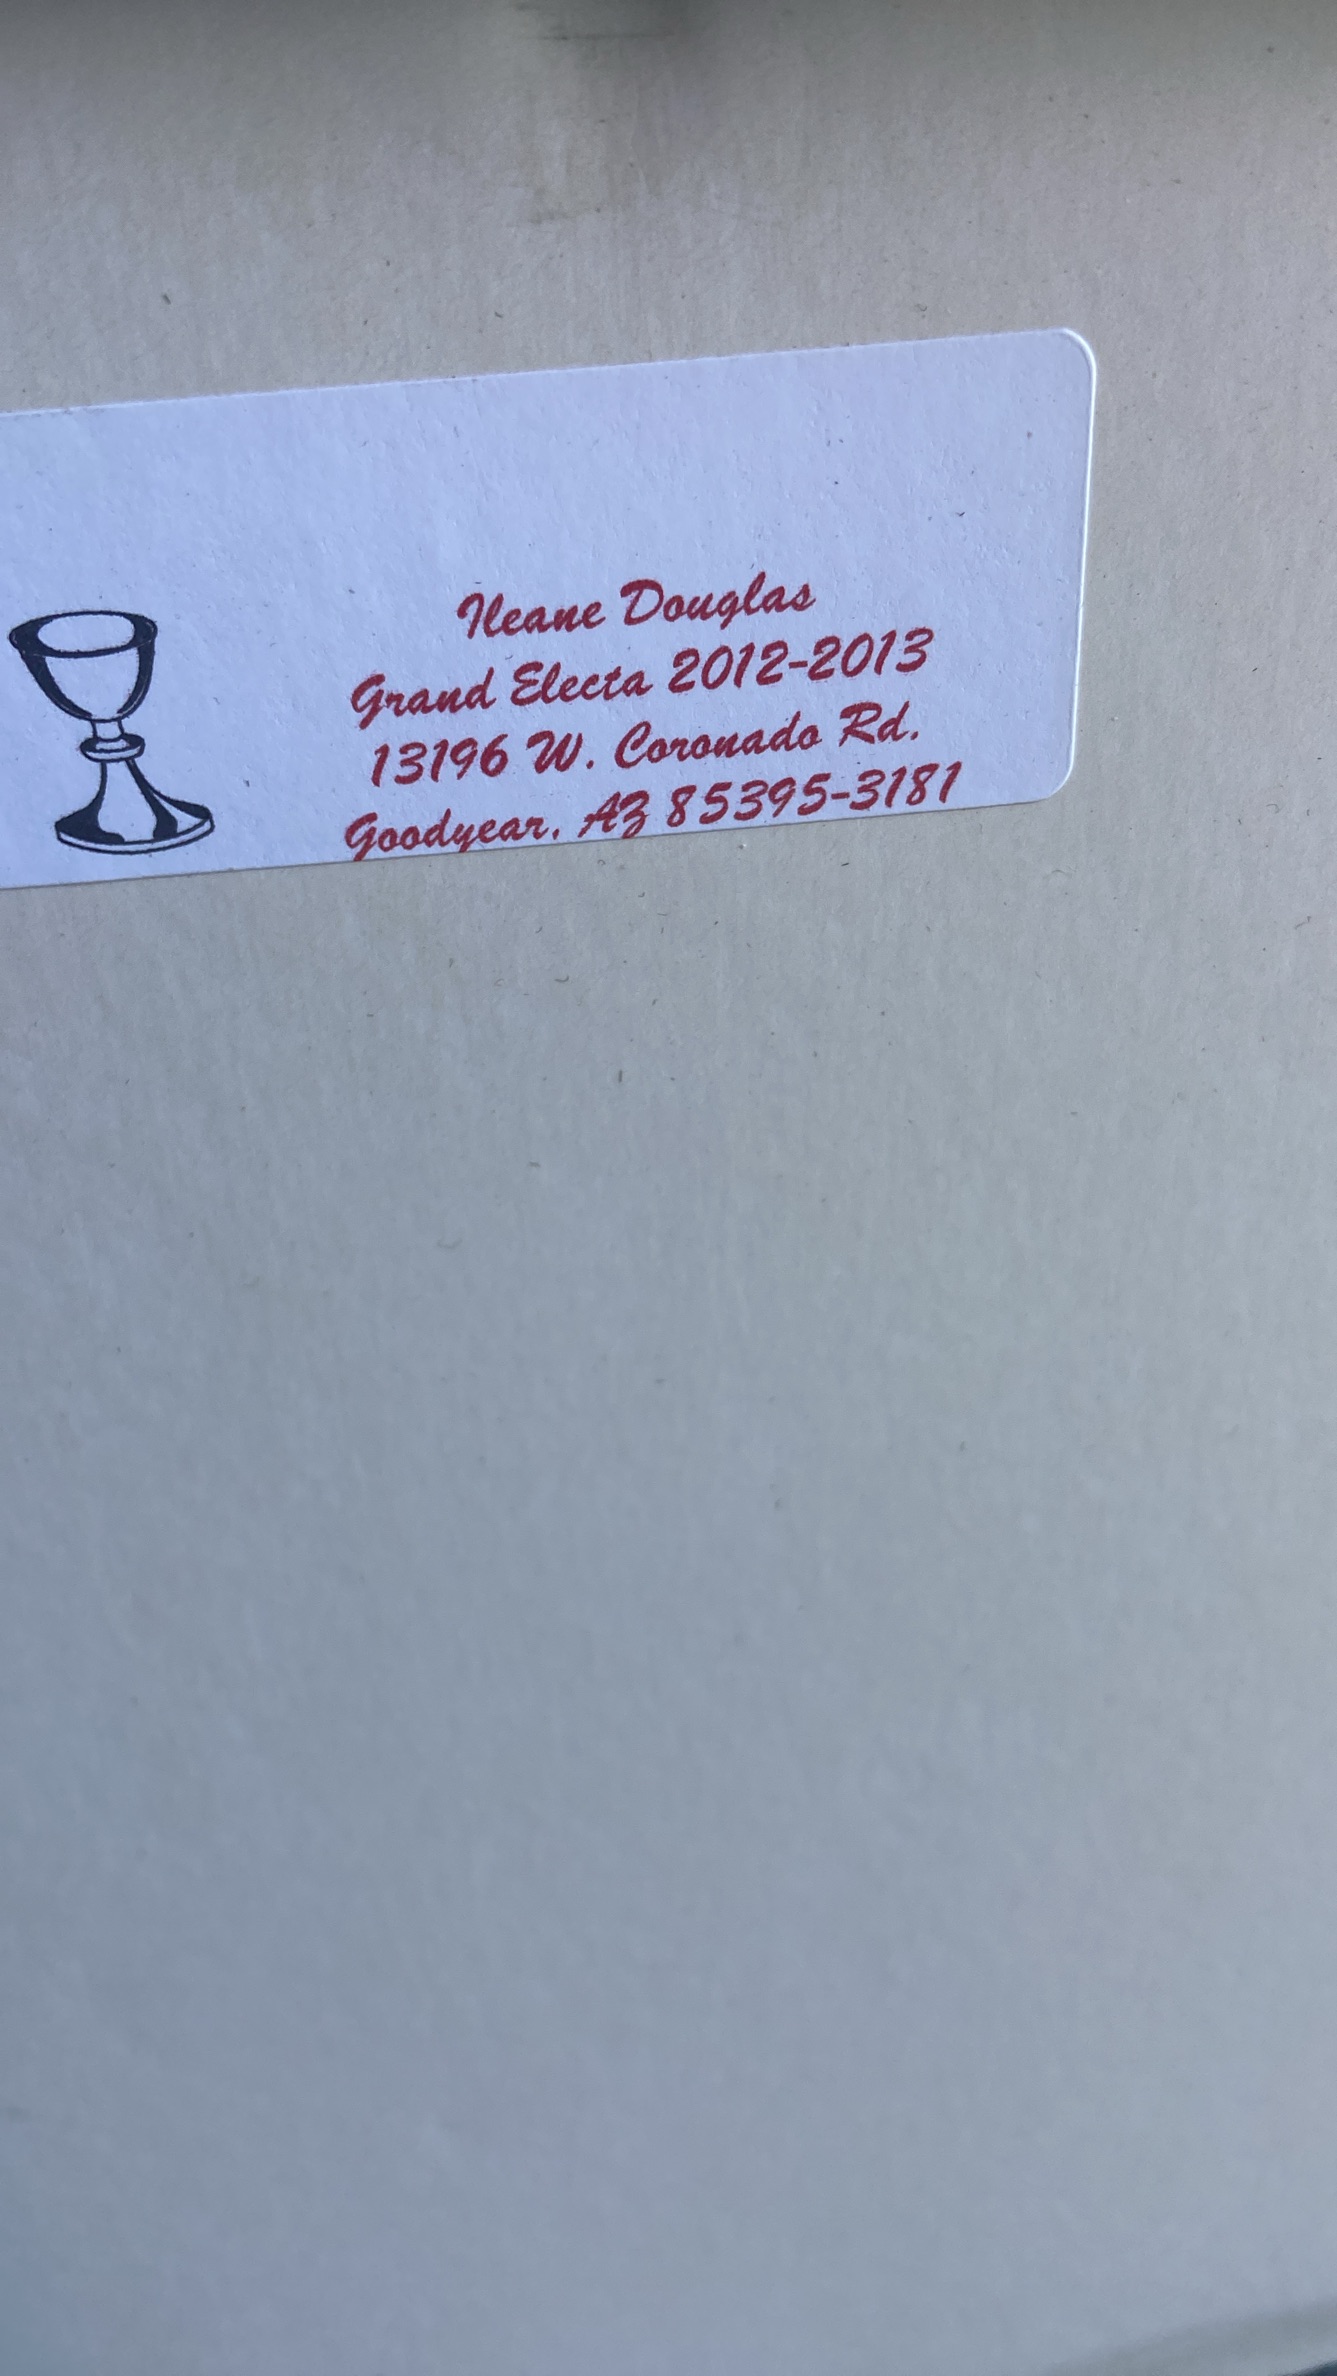 Ileane Douglas
Grand Electa 2012-2013
13196 W. Coronado Rd.
Goodyear, AZ 85395-3181